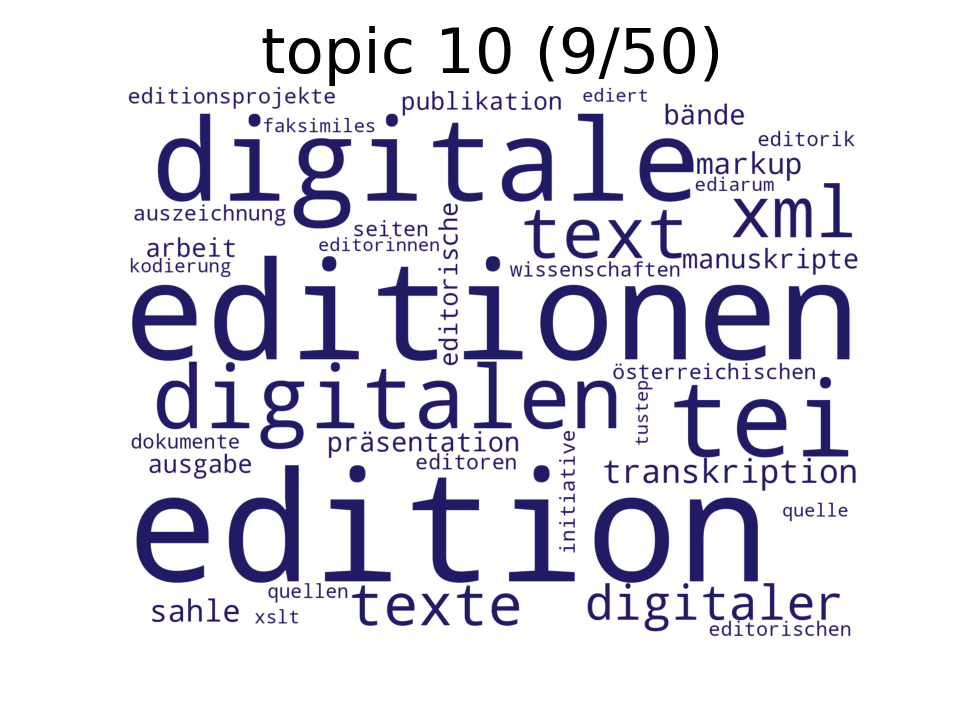 topic 10 (9/50)
editionsprojekte publikation ediert
bände
digitale
faksimiles
editorik
markup
ediarum
auszeichnung
xml
text
seiten
editorische
arbeit
editorinnen
manuskripte
kodierung
wissenschaften
editionen
digitalen
österreichischen
tustep
tei
dokumente
präsentation
initiative
ausgabe
editoren
transkription
edition
quelle
quellen
texte
digitaler
sahle
xslt
editorischen